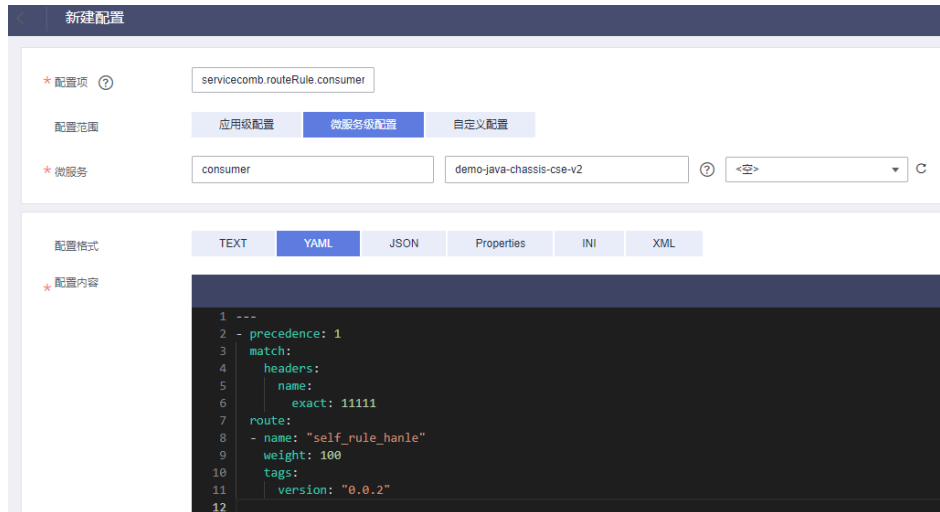 新建配置
* 配置项 ?
servicecomb.routeRule.consumer
配置范围 应用级配置 微服务级配置 自定义配置
* 微服务 consumer demo-java-chassis-cse-v2 ? <空>
配置格式 TEXT YAML JSON Properties INI XML
* 配置内容
1 ---
2 - precedence: 1
3 match:
4 headers:
5 name:
6 exact: 11111
7 route:
8 - name: "self_rule_hanle"
9 weight: 100
10 tags:
11 version: "0.0.2"
12